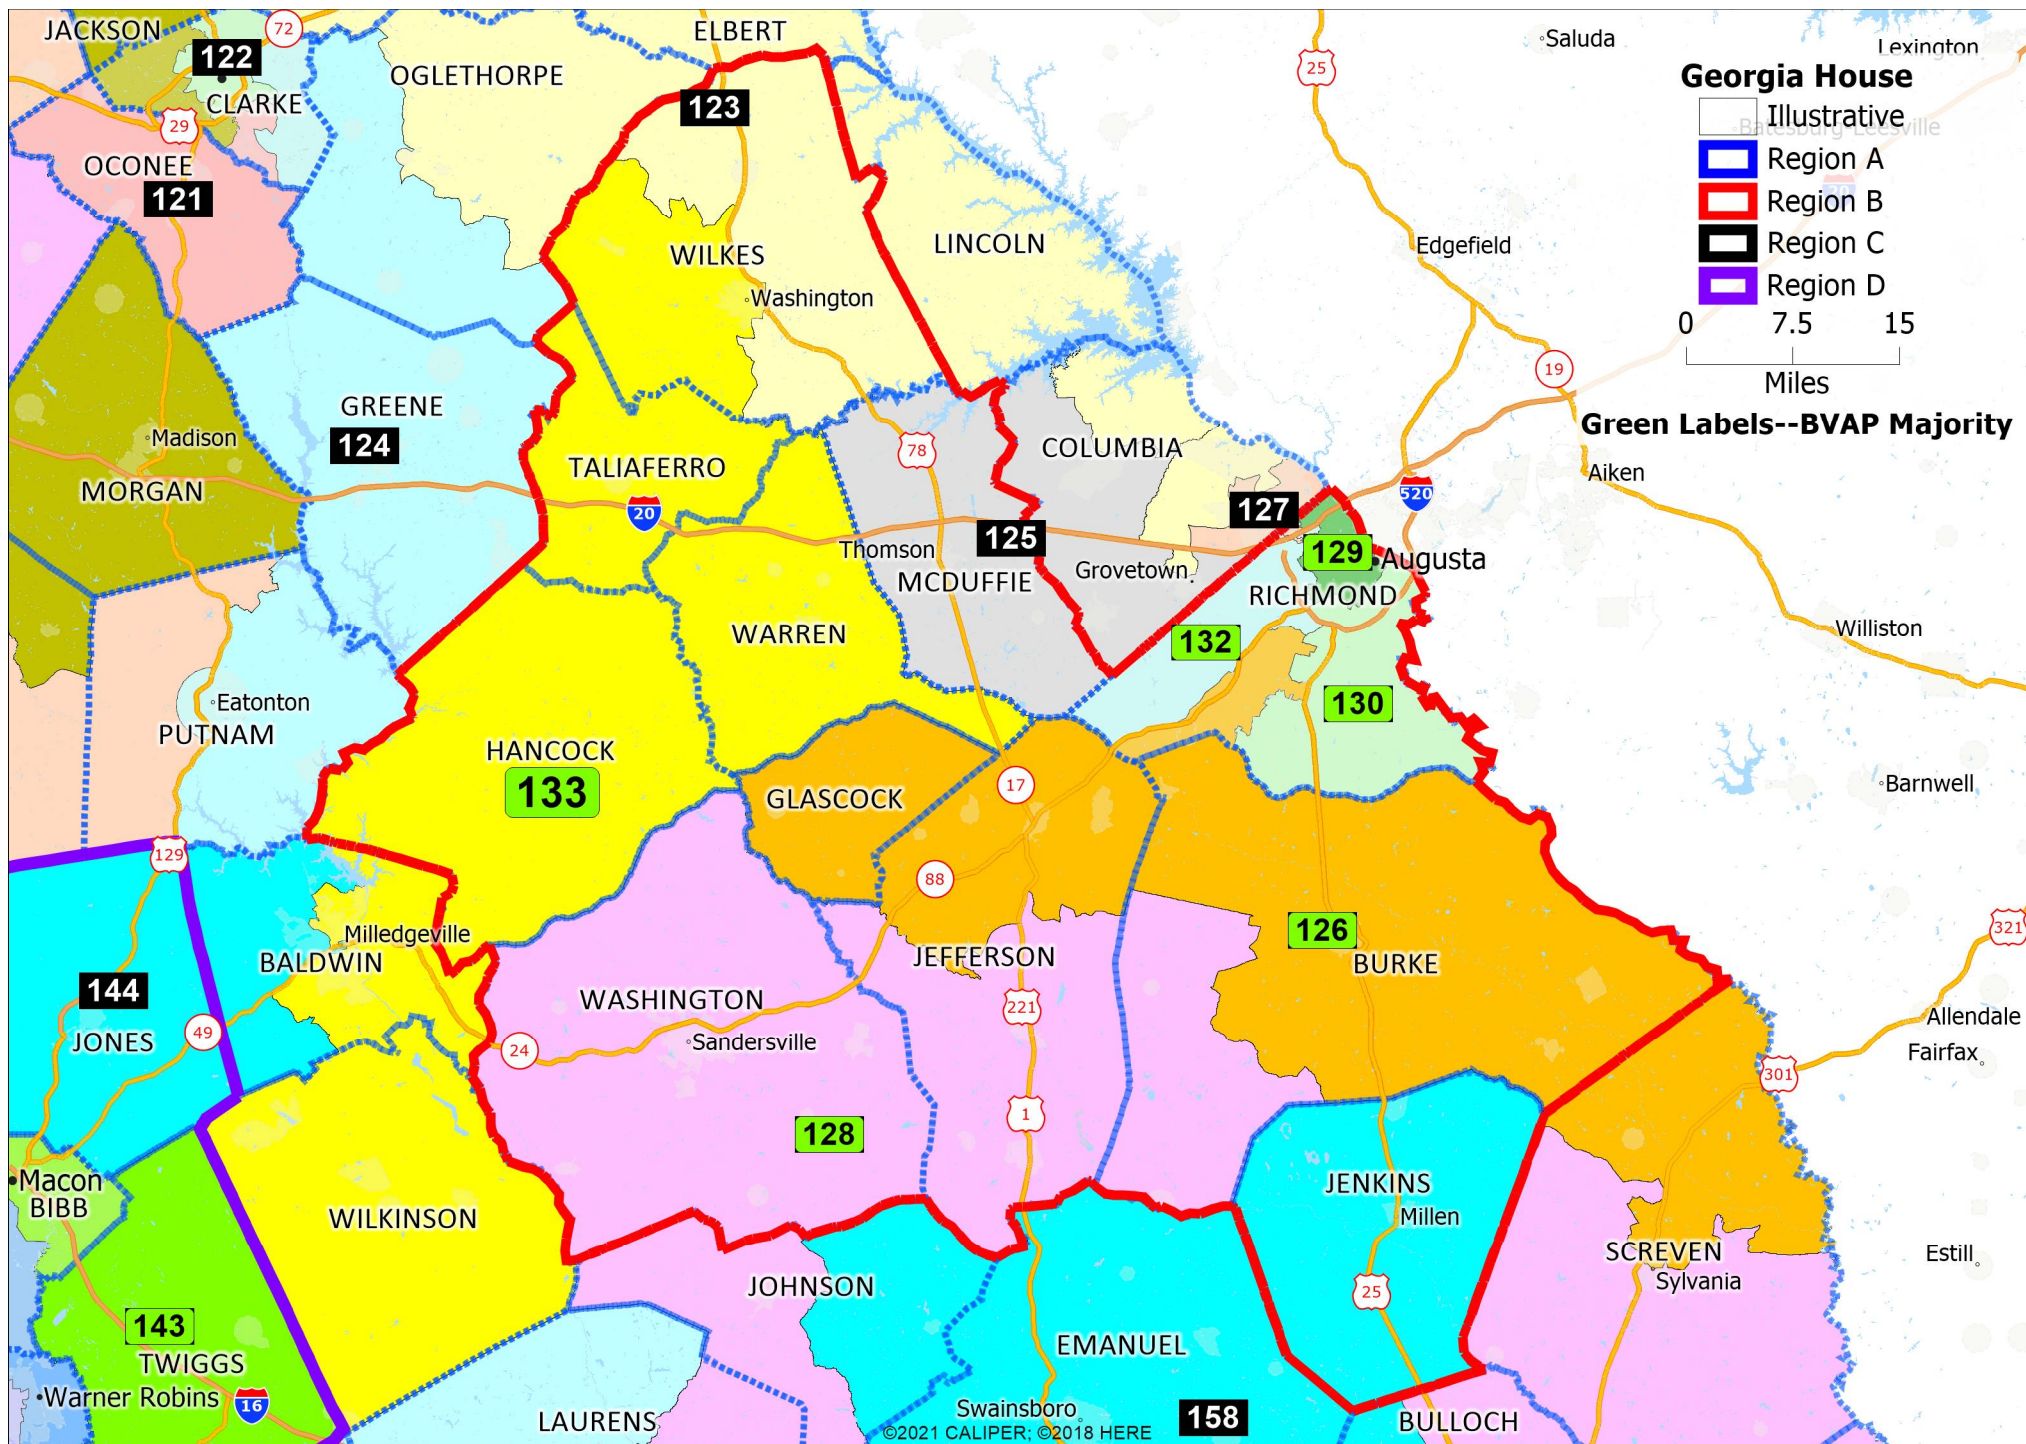 JACKSON
122
72
ELBERT
Saluda
Lexington
Georgia House
Illustrative
Batesburg-Leesville
Region A
Region B
Region C
Region D
0 7.5 15
Miles
Green Labels--BVAP Majority
OGLETHORPE
123
25
CLARKE
29
OCONEE
121
20
WILKES
LINCOLN
Edgefield
Washington
19
GREENE
124
Madison
MORGAN
TALIAFERRO
78
COLUMBIA
Aiken
20
127
520
125
Thomson
129
Augusta
MCDUFFIE
Grovetown
RICHMOND
WARREN
132
Williston
Eatonton
130
PUTNAM
HANCOCK
133
GLASCOCK
17
Barnwell
129
88
Milledgeville
BALDWIN
JEFFERSON
126
BURKE
321
144
WASHINGTON
221
Allendale
JONES
49
24
Sandersville
Fairfax
301
1
128
Macon
BIBB
JENKINS
Millen
WILKINSON
SCREVEN
Sylvania
Estill
JOHNSON
25
143
TWIGGS
EMANUEL
Warner Robins
16
LAURENS
Swainsboro
158
BULLOCH
©2021 CALIPER; ©2018 HERE